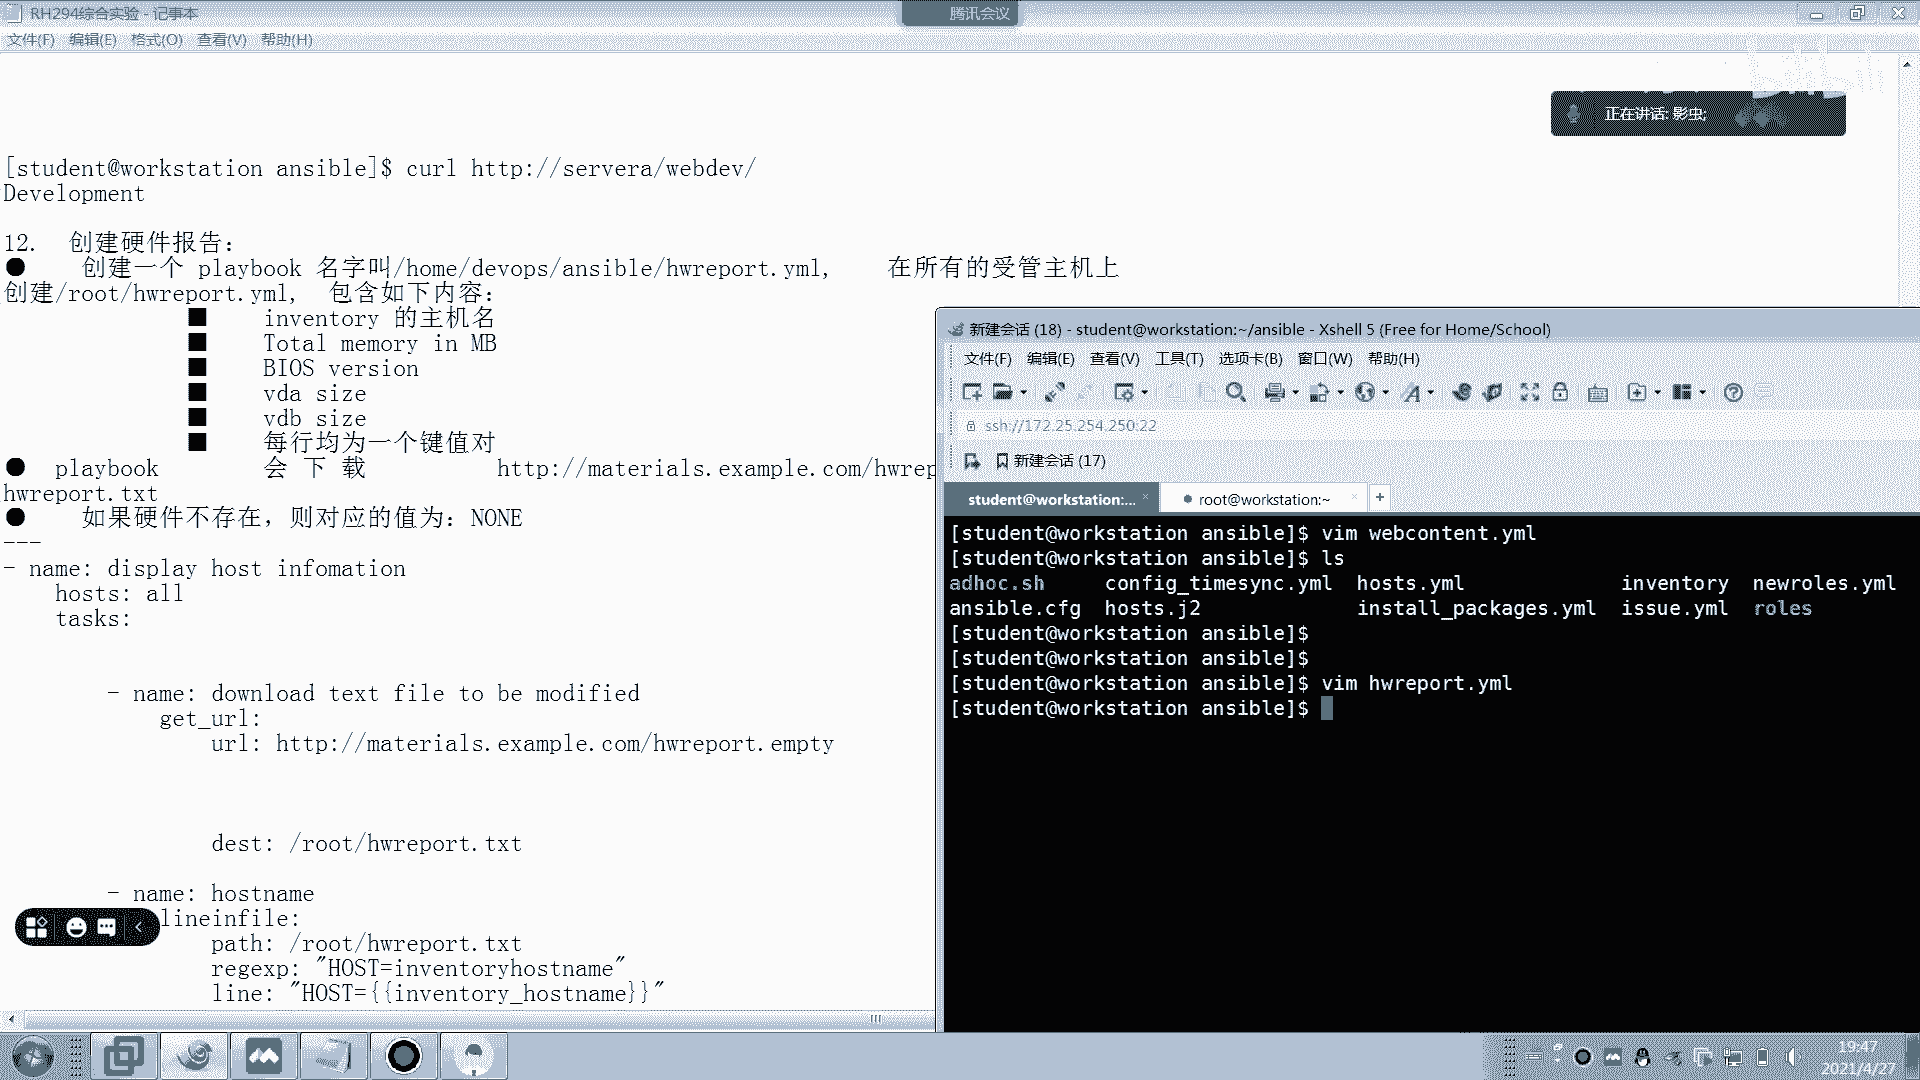 RH294综合实验 - 记事本
腾讯会议
文件(F) 编辑(E) 格式(O) 查看(V) 帮助(H)
bilibili
正在讲话: 影虫;
[student@workstation ansible]$ curl http://servera/webdev/
Development
12. 创建硬件报告:
● 创建一个 playbook 名字叫/home/devops/ansible/hwreport.yml, 在所有的受管主机上
创建/root/hwreport.yml, 包含如下内容:
■ inventory 的主机名
■ Total memory in MB
■ BIOS version
■ vda size
■ vdb size
■ 每行均为一个键值对
● playbook 会 下 载 http://materials.example.com/hwrep
hwreport.txt
● 如果硬件不存在, 则对应的值为: NONE
---
- name: display host infomation
hosts: all
tasks:
- name: download text file to be modified
get_url:
url: http://materials.example.com/hwreport.empty
dest: /root/hwreport.txt
- name: hostname
lineinfile:
path: /root/hwreport.txt
regexp: "HOST=inventoryhostname"
line: "HOST={{inventory_hostname}}"
新建会话 (18) - student@workstation:~/ansible - Xshell 5 (Free for Home/School)
文件(F) 编辑(E) 查看(V) 工具(T) 选项卡(B) 窗口(W) 帮助(H)
ssh://172.25.254.250:22
新建会话 (17)
student@workstation:... × ● root@workstation:~ × +
[student@workstation ansible]$ vim webcontent.yml
[student@workstation ansible]$ ls
adhoc.sh config_timesync.yml hosts.yml inventory newroles.yml
ansible.cfg hosts.j2 install_packages.yml issue.yml roles
[student@workstation ansible]$
[student@workstation ansible]$
[student@workstation ansible]$ vim hwreport.yml
[student@workstation ansible]$
19:47
2021/4/27